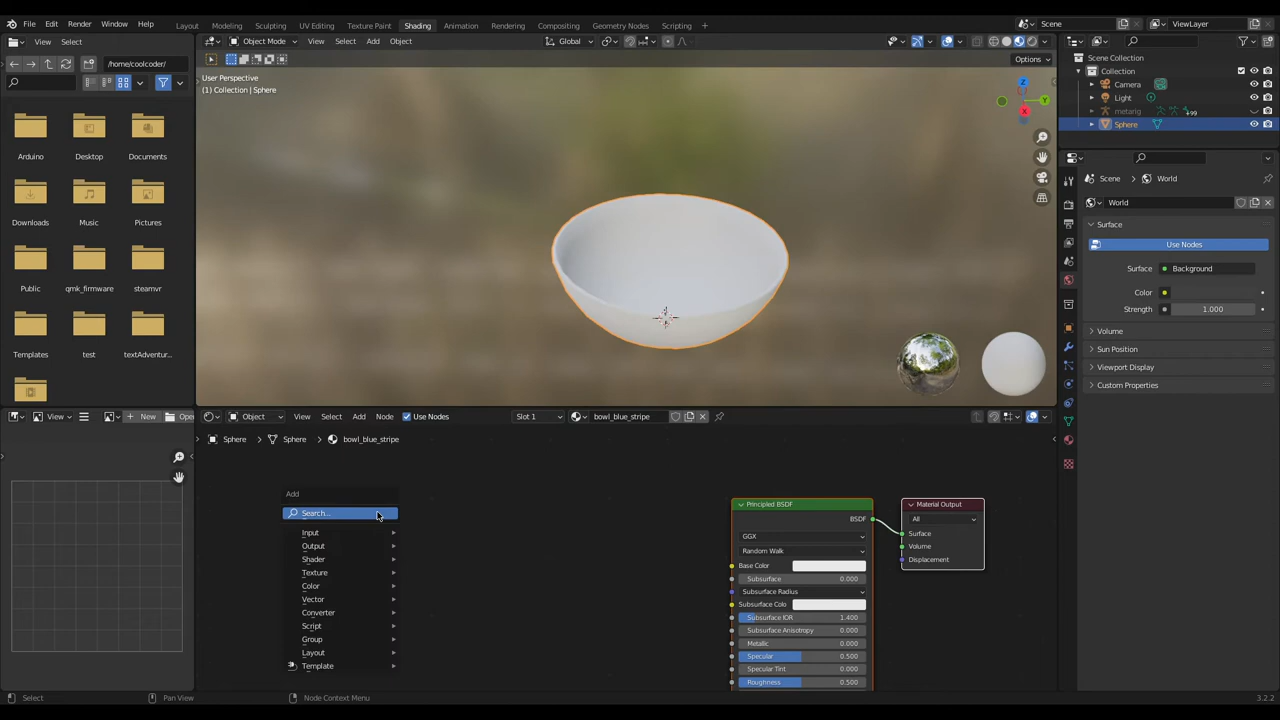 File Edit Render Window Help Layout Modeling Sculpting UV Editing Texture Paint Shading Animation Rendering Compositing Geometry Nodes Scripting + Scene ViewLayer
View Select
Object Mode View Select Add Object Global
/home/coolcoder/
Options
Arduino Desktop Documents
Downloads Music Pictures
Public qmk_firmware steamvr
Templates test textAdventur...
User Perspective
(1) Collection | Sphere
Z
Y
X
Scene Collection
Collection
Camera
Light
metarig 99
Sphere
Scene World
World
Surface
Use Nodes
Surface Background
Color
Strength 1.000
Volume
Sun Position
Viewport Display
Custom Properties
View New Open
Object View Select Add Node Use Nodes Slot 1 bowl_blue_stripe
Sphere > Sphere > bowl_blue_stripe
Add
Search...
Input
Output
Shader
Texture
Color
Vector
Converter
Script
Group
Layout
Template
Principled BSDF
BSDF
GGX
Random Walk
Base Color
Subsurface 0.000
Subsurface Radius
Subsurface Colo
Subsurface IOR 1.400
Subsurface Anisotropy 0.000
Metallic 0.000
Specular 0.500
Specular Tint 0.000
Roughness 0.500
Material Output
All
Surface
Volume
Displacement
Select Pan View Node Context Menu 3.2.2